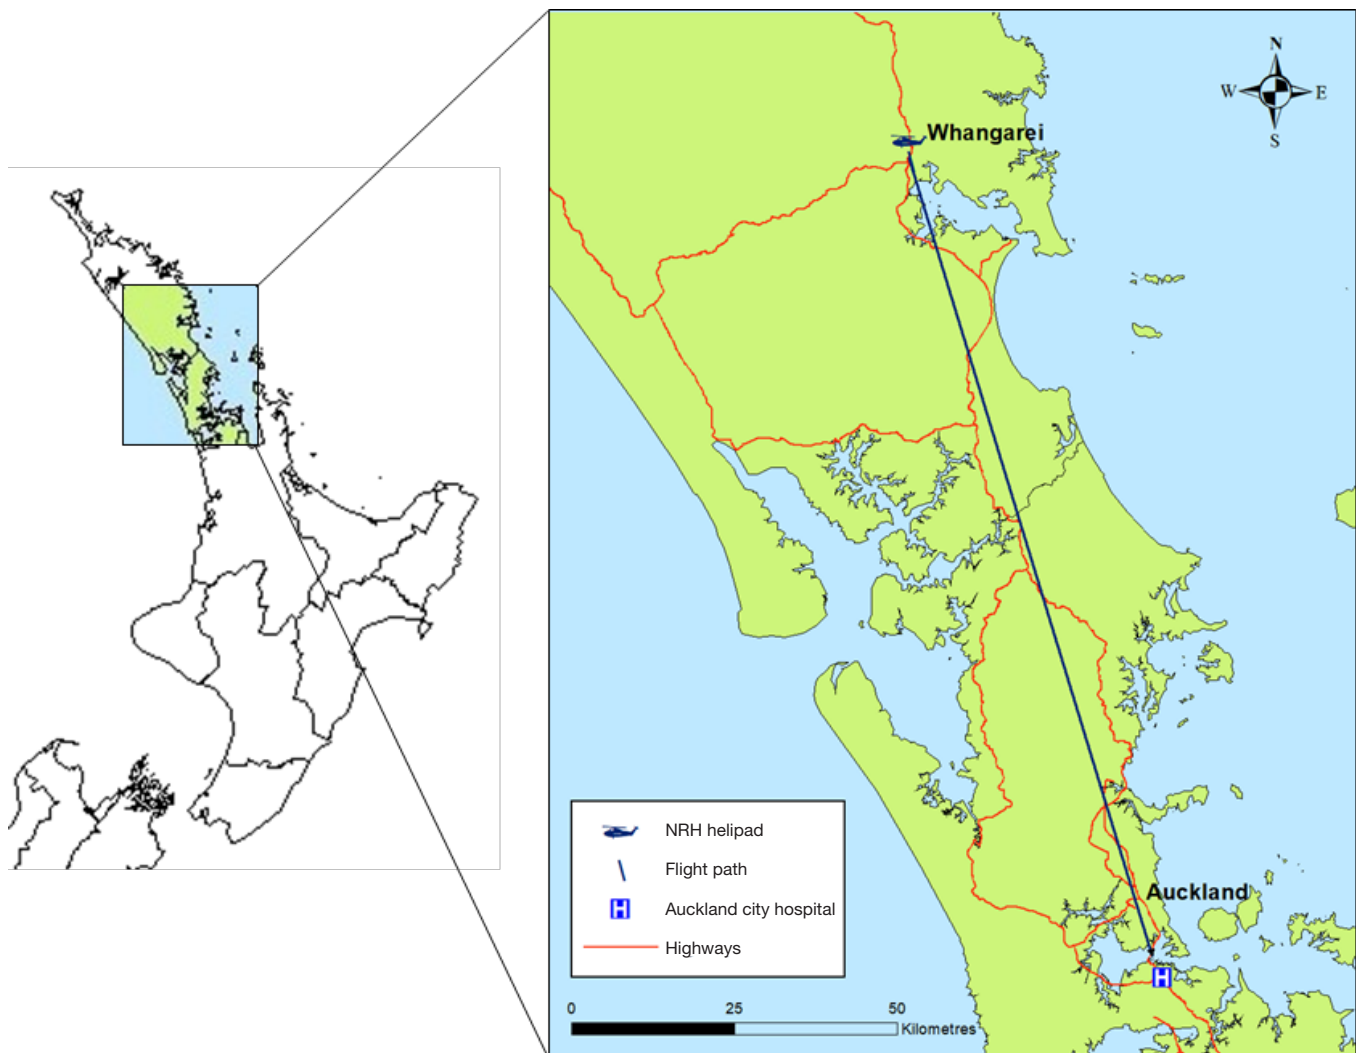 N
W E
S
Whangarei
Auckland
H
NRH helipad
Flight path
H Auckland city hospital
Highways
0 25 50
Kilometres